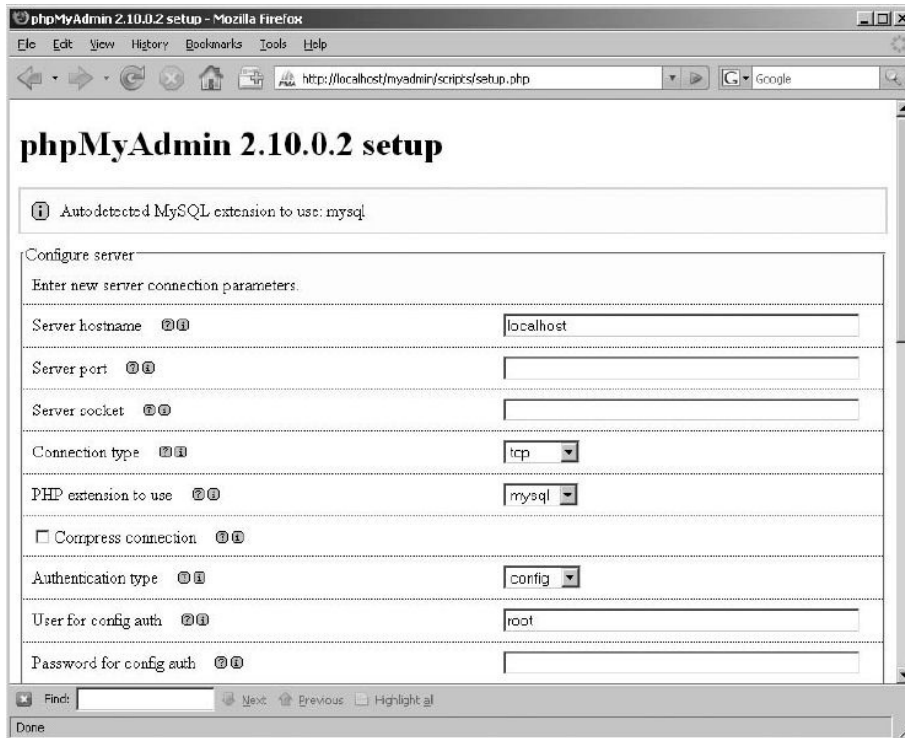 phpMyAdmin 2.10.0.2 setup - Mozilla Firefox
File Edit View History Bookmarks Tools Help
http://localhost/myadmin/scripts/setup.php
G Google
phpMyAdmin 2.10.0.2 setup
Autodetected MySQL extension to use: mysql
Configure server
Enter new server connection parameters.
Server hostname localhost
Server port
Server socket
Connection type tcp
PHP extension to use mysql
Compress connection
Authentication type config
User for config auth root
Password for config auth
Find: Next Previous Highlight all
Done